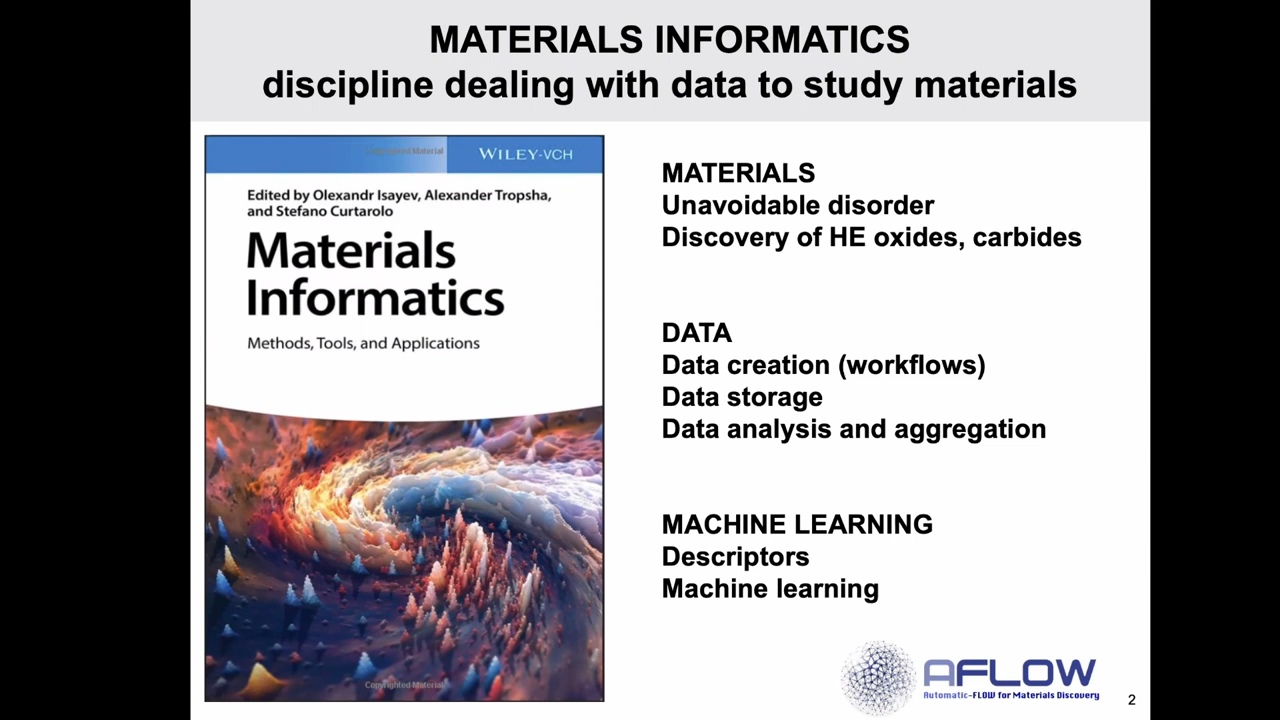 MATERIALS INFORMATICS
discipline dealing with data to study materials
Copyrighted Material
WILEY-VCH
Edited by Olexandr Isayev, Alexander Tropsha,
and Stefano Curtarolo
Materials
Informatics
Methods, Tools, and Applications
Copyrighted Material
MATERIALS
Unavoidable disorder
Discovery of HE oxides, carbides
DATA
Data creation (workflows)
Data storage
Data analysis and aggregation
MACHINE LEARNING
Descriptors
Machine learning
AFLOW
Automatic-FLOW for Materials Discovery
2